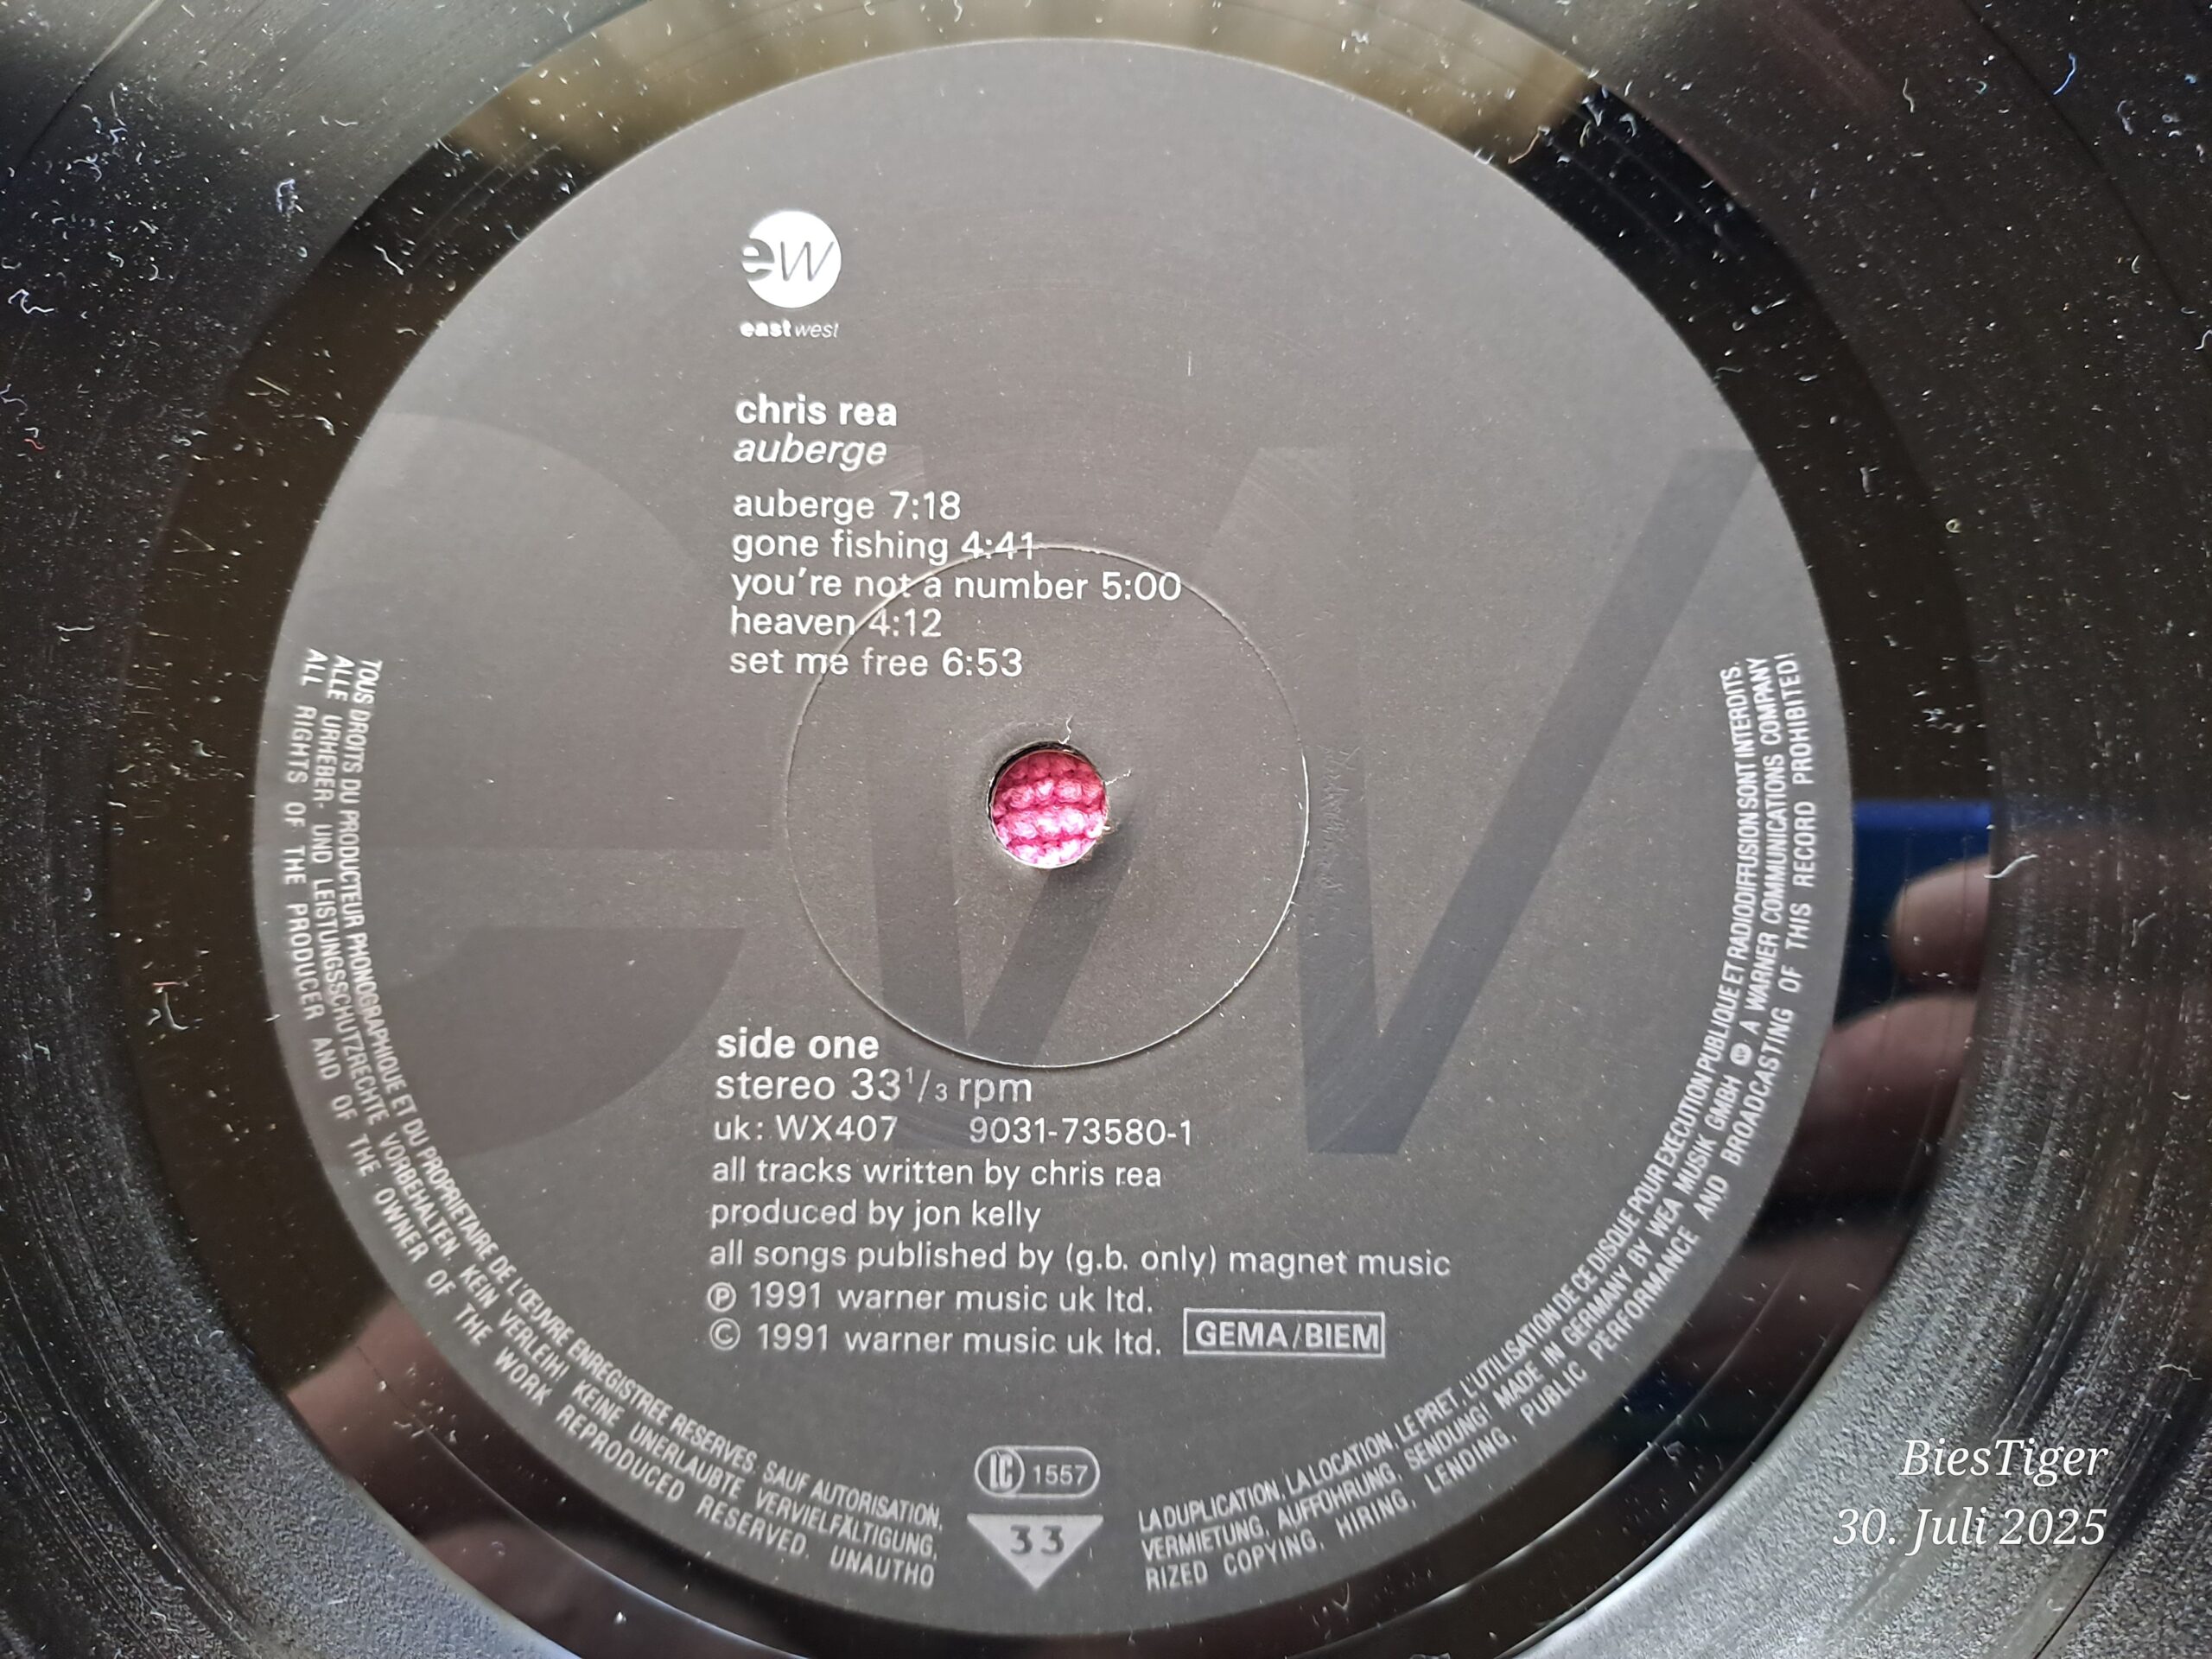 ew
eastwest
chris rea
auberge
auberge 7:18
gone fishing 4:41
you're not a number 5:00
heaven 4:12
set me free 6:53
side one
stereo 33 1/3 rpm
uk: WX407 9031-73580-1
all tracks written by chris rea
produced by jon kelly
all songs published by (g.b. only) magnet music
℗ 1991 warner music uk ltd.
© 1991 warner music uk ltd. GEMA/BIEM
LC 1557
33
TOUS DROITS DU PRODUCTEUR PHONOGRAPHIQUE ET DU PROPRIETAIRE DE L'ŒUVRE ENREGISTREE RESERVES. SAUF AUTORISATION, LA DUPLICATION, LA LOCATION, LE PRET, L'UTILISATION DE CE DISQUE POUR EXECUTION PUBLIQUE ET RADIODIFFUSION SONT INTERDITS.
ALLE URHEBER- UND LEISTUNGSSCHUTZRECHTE VORBEHALTEN. KEIN VERLEIH! KEINE UNERLAUBTE VERVIELFÄLTIGUNG, VERMIETUNG, AUFFÜHRUNG, SENDUNG! MADE IN GERMANY BY WEA MUSIK GMBH A WARNER COMMUNICATIONS COMPANY
ALL RIGHTS OF THE PRODUCER AND OF THE OWNER OF THE WORK REPRODUCED RESERVED. UNAUTHORIZED COPYING, HIRING, LENDING, PUBLIC PERFORMANCE AND BROADCASTING OF THIS RECORD PROHIBITED!
BiesTiger
30. Juli 2025